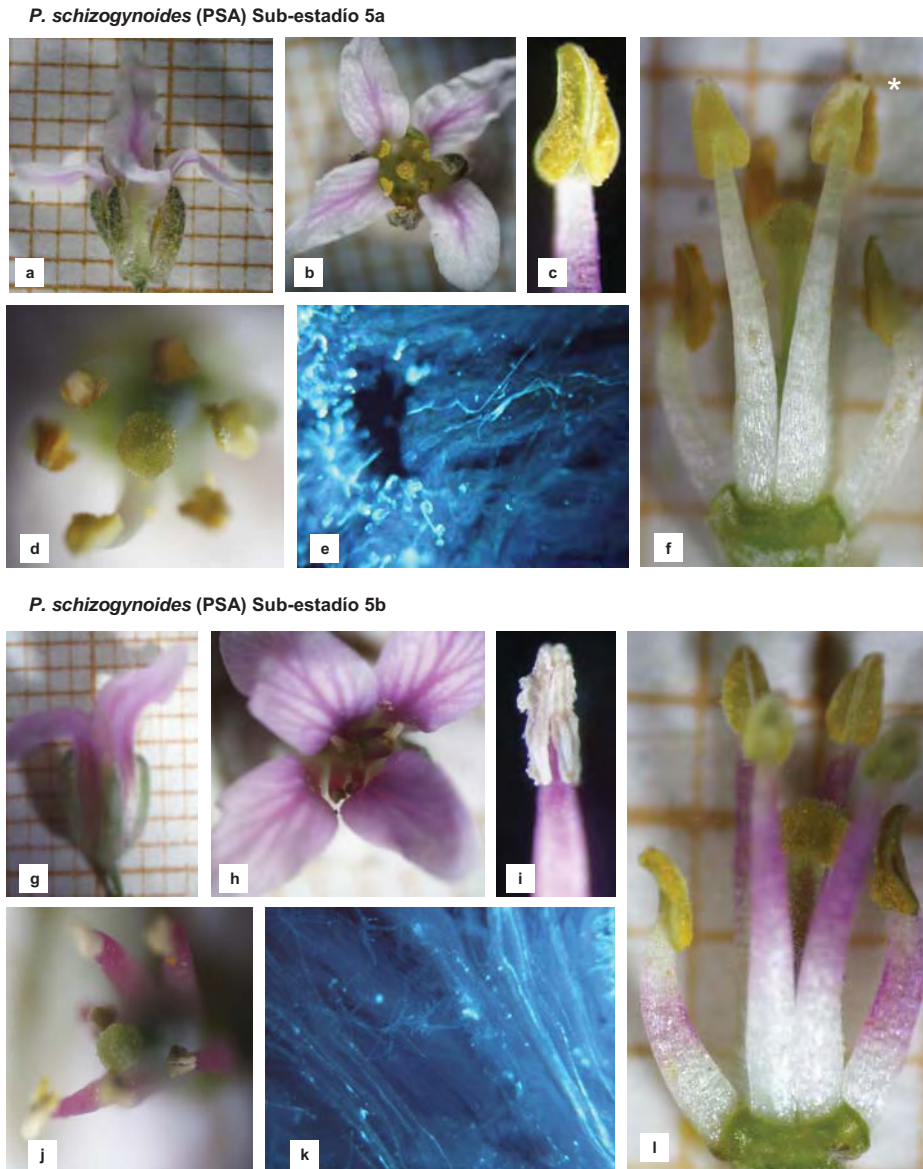 P. schizogynoides (PSA) Sub-estadío 5a
a
b
c
*
d
e
f
P. schizogynoides (PSA) Sub-estadío 5b
g
h
i
j
k
l